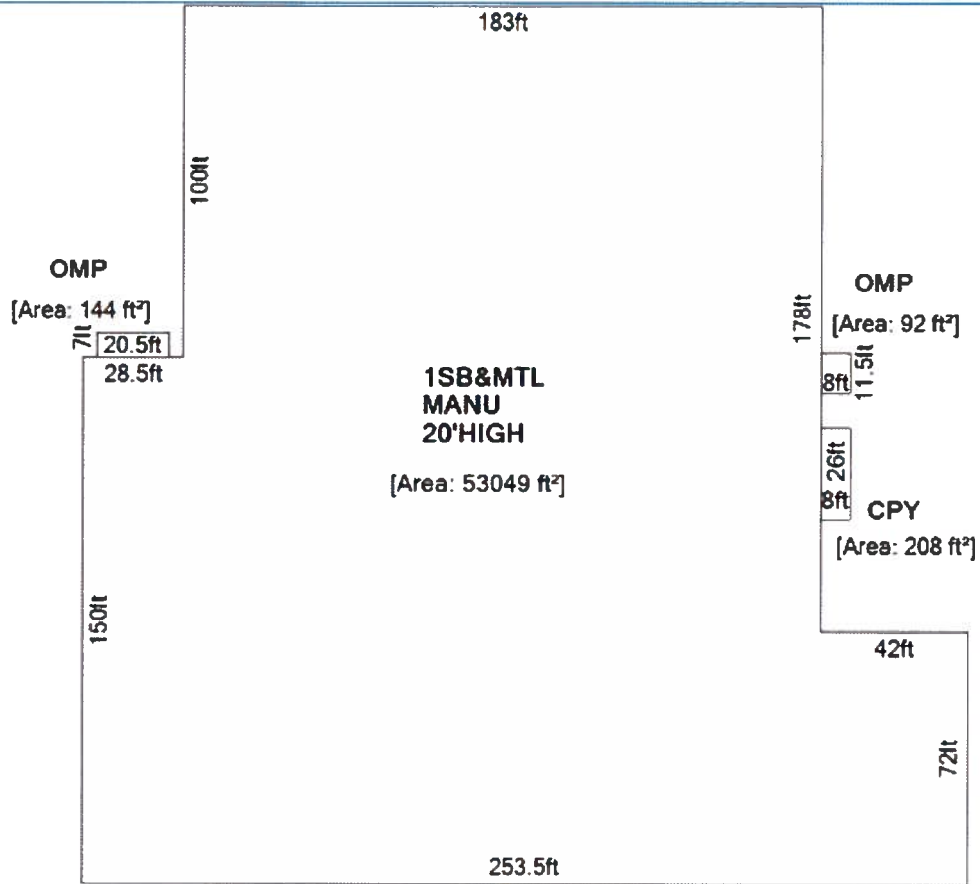 183ft
100ft
OMP
[Area: 144 ft²]
7ft
20.5ft
28.5ft
178ft
OMP
[Area: 92 ft²]
8ft
11.5ft
1SB&MTL
MANU
20'HIGH
[Area: 53049 ft²]
26ft
8ft
CPY
[Area: 208 ft²]
150ft
42ft
72ft
253.5ft